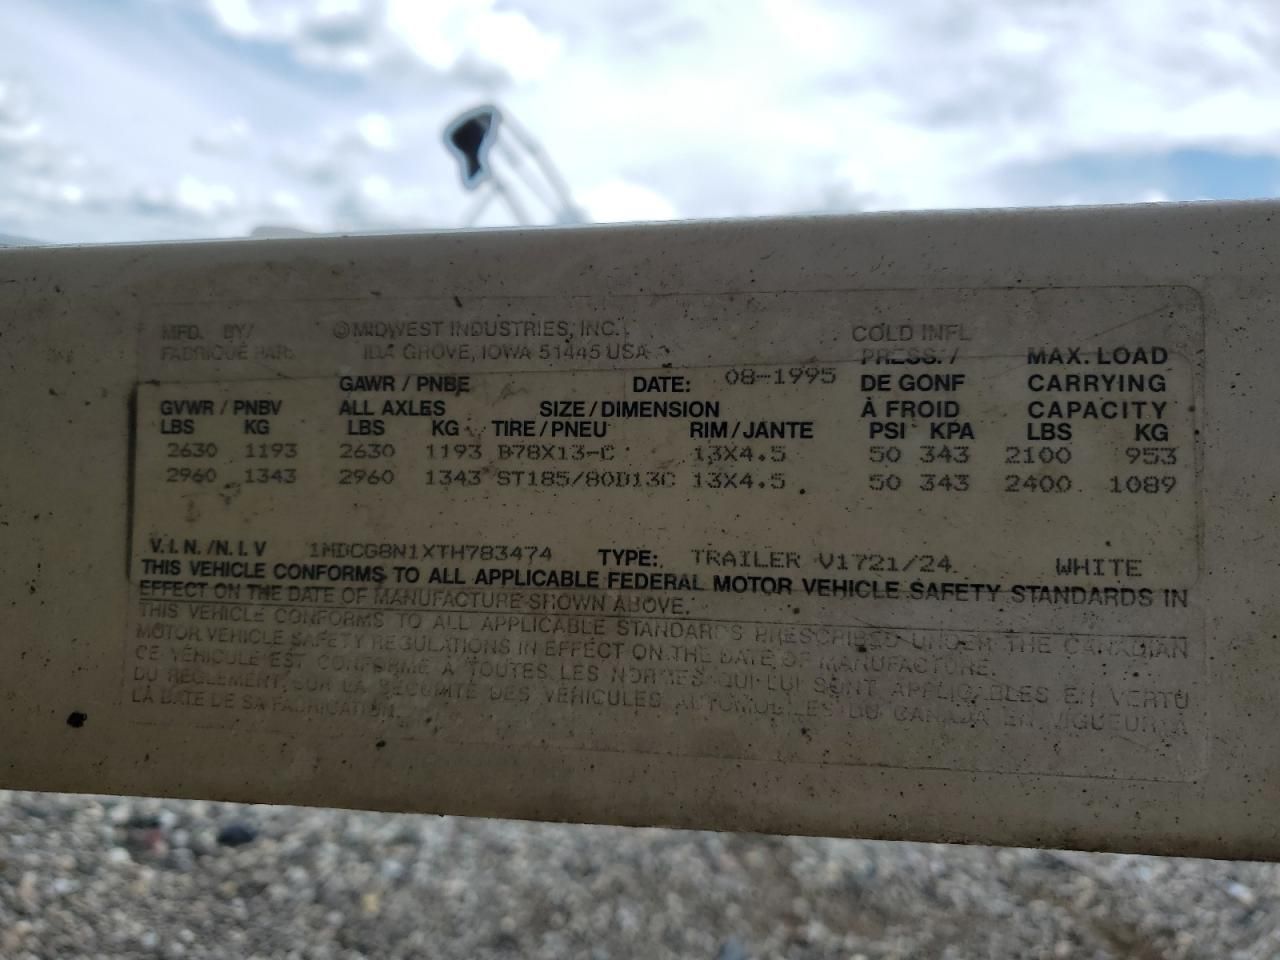 MFD. BY/ © MIDWEST INDUSTRIES, INC. COLD INFL
FABRIQUE PAR: IDA GROVE, IOWA 51445 USA PRESS. / MAX. LOAD
GAWR / PNBE DATE: 08-1995 DE GONF CARRYING
GVWR / PNBV ALL AXLES SIZE / DIMENSION À FROID CAPACITY
LBS KG LBS KG TIRE / PNEU RIM / JANTE PSI KPA LBS KG
2630 1193 2630 1193 B78X13-C 13X4.5 50 343 2100 953
2960 1343 2960 1343 ST185/80D13C 13X4.5 50 343 2400 1089
V.I.N. /N.I.V 1MDCG8N1XTH783474 TYPE: TRAILER V1721/24 WHITE
THIS VEHICLE CONFORMS TO ALL APPLICABLE FEDERAL MOTOR VEHICLE SAFETY STANDARDS IN
EFFECT ON THE DATE OF MANUFACTURE SHOWN ABOVE.
THIS VEHICLE CONFORMS TO ALL APPLICABLE STANDARDS PRESCRIBED UNDER THE CANADIAN
MOTOR VEHICLE SAFETY REGULATIONS IN EFFECT ON THE DATE OF MANUFACTURE.
CE VEHICULE EST CONFORME À TOUTES LES NORMES QUI LUI SONT APPLICABLES EN VERTU
DU REGLEMENT SUR LA SECURITÉ DES VEHICULES AUTOMOBILES DU CANADA EN VIGUEUR À
LA DATE DE SA FABRICATION.